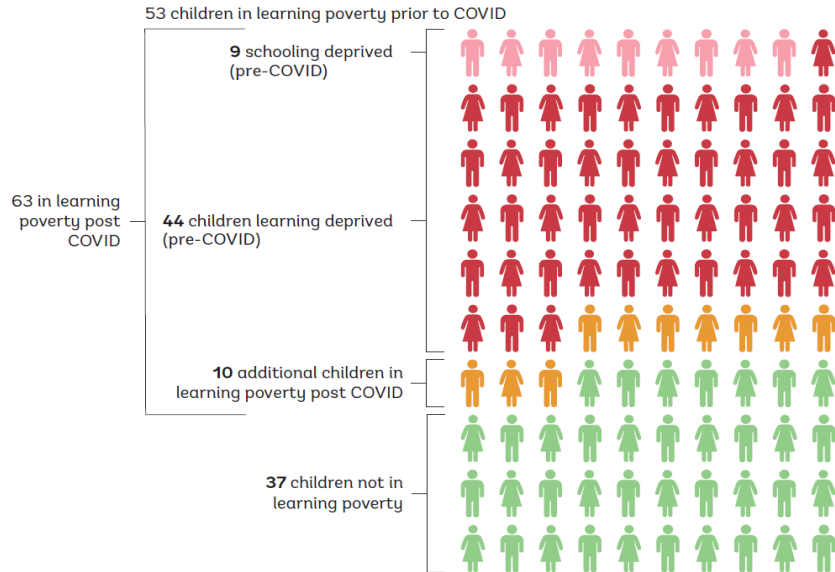 53 children in learning poverty prior to COVID
9 schooling deprived
(pre-COVID)
63 in learning
poverty post
COVID
44 children learning deprived
(pre-COVID)
10 additional children in
learning poverty post COVID
37 children not in
learning poverty